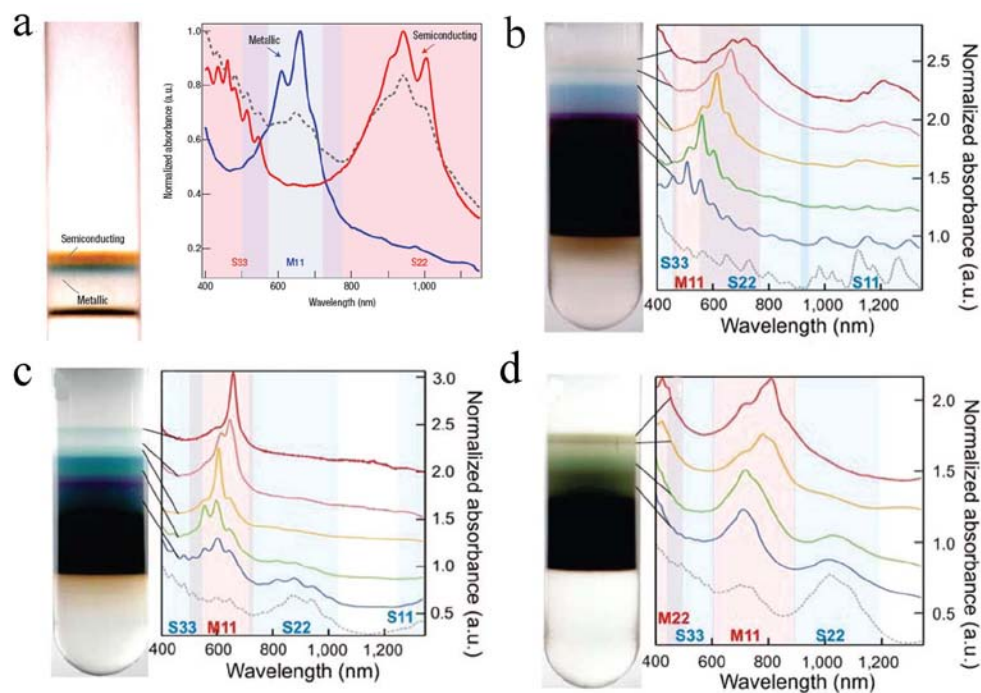 a
Semiconducting
Metallic
Normalized absorbance (a.u.)
1.0
0.8
0.6
0.4
0.2
Metallic
Semiconducting
S33
M11
S22
400
600
800
1,000
Wavelength (nm)
b
S33
M11
S22
S11
400 600 800 1,000 1,200
Wavelength (nm)
2.5
2.0
1.5
1.0
Normalized absorbance (a.u.)
c
S33
M11
S22
S11
400 600 800 1,000 1,200
Wavelength (nm)
3.0
2.5
2.0
1.5
1.0
0.5
Normalized absorbance (a.u.)
d
M22
S33
M11
S22
400 600 800 1,000 1,200
Wavelength (nm)
2.0
1.5
1.0
0.5
Normalized absorbance (a.u.)